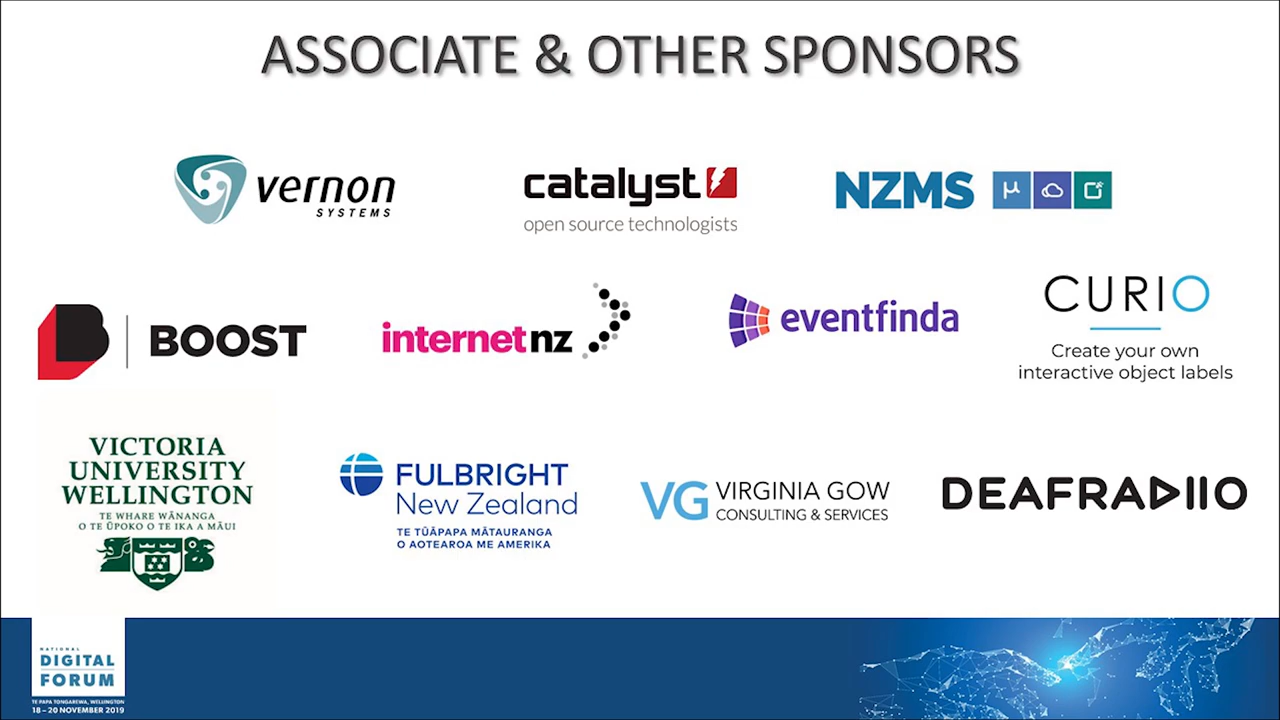 ASSOCIATE & OTHER SPONSORS
vernon
SYSTEMS
catalyst
open source technologists
NZMS
µ
B
BOOST
internetnz
eventfinda
CURIO
Create your own
interactive object labels
VICTORIA
UNIVERSITY
WELLINGTON
TE WHARE WĀNANGA
O TE ŪPOKO O TE IKA A MĀUI
FULBRIGHT
New Zealand
TE TŪĀPAPA MĀTAURANGA
O AOTEAROA ME AMERIKA
VG
VIRGINIA GOW
CONSULTING & SERVICES
DEAFRADIIO
NATIONAL
DIGITAL
FORUM
TE PAPA TONGAREWA, WELLINGTON
18 – 20 NOVEMBER 2019